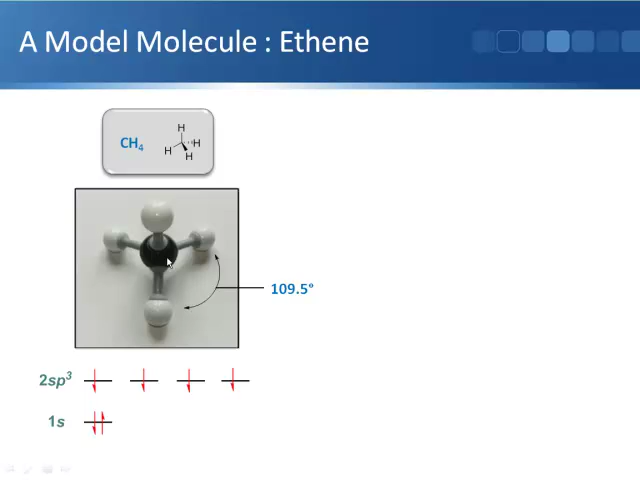 A Model Molecule : Ethene
CH₄
H
H
H
H
109.5°
2sp³
1s